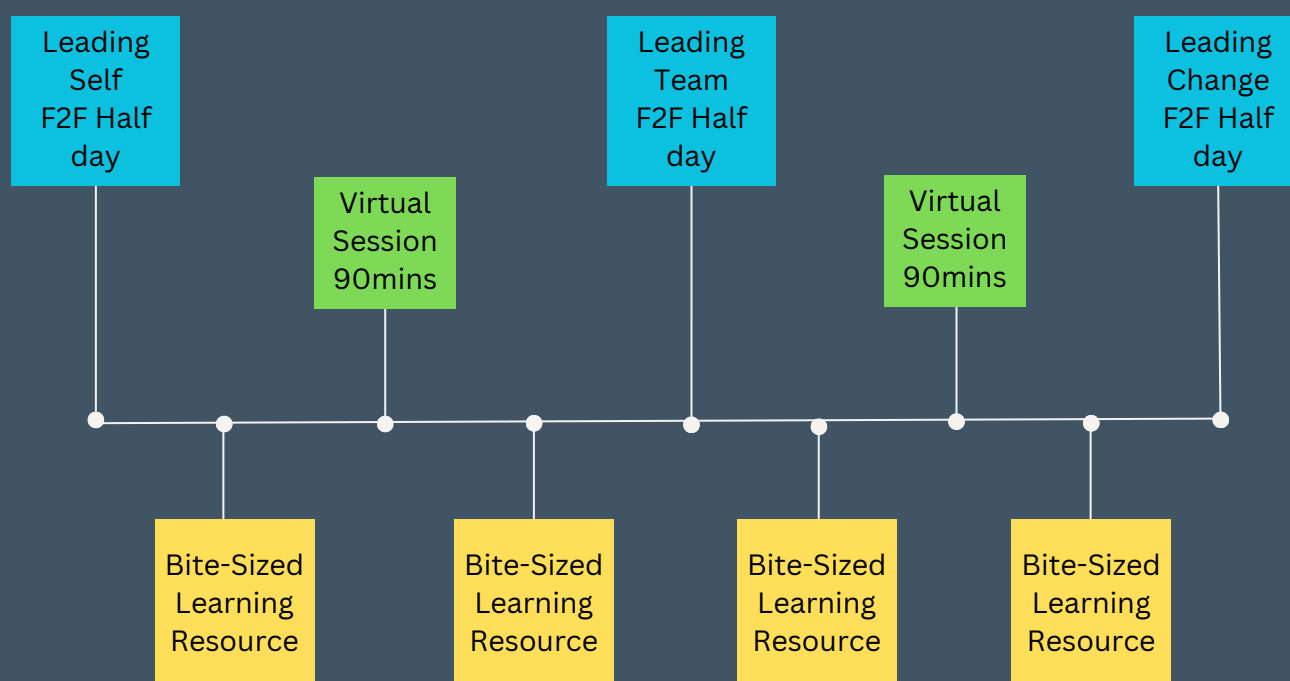 Leading
Self
F2F Half
day
Leading
Team
F2F Half
day
Leading
Change
F2F Half
day
Virtual
Session
90mins
Virtual
Session
90mins
Bite-Sized
Learning
Resource
Bite-Sized
Learning
Resource
Bite-Sized
Learning
Resource
Bite-Sized
Learning
Resource